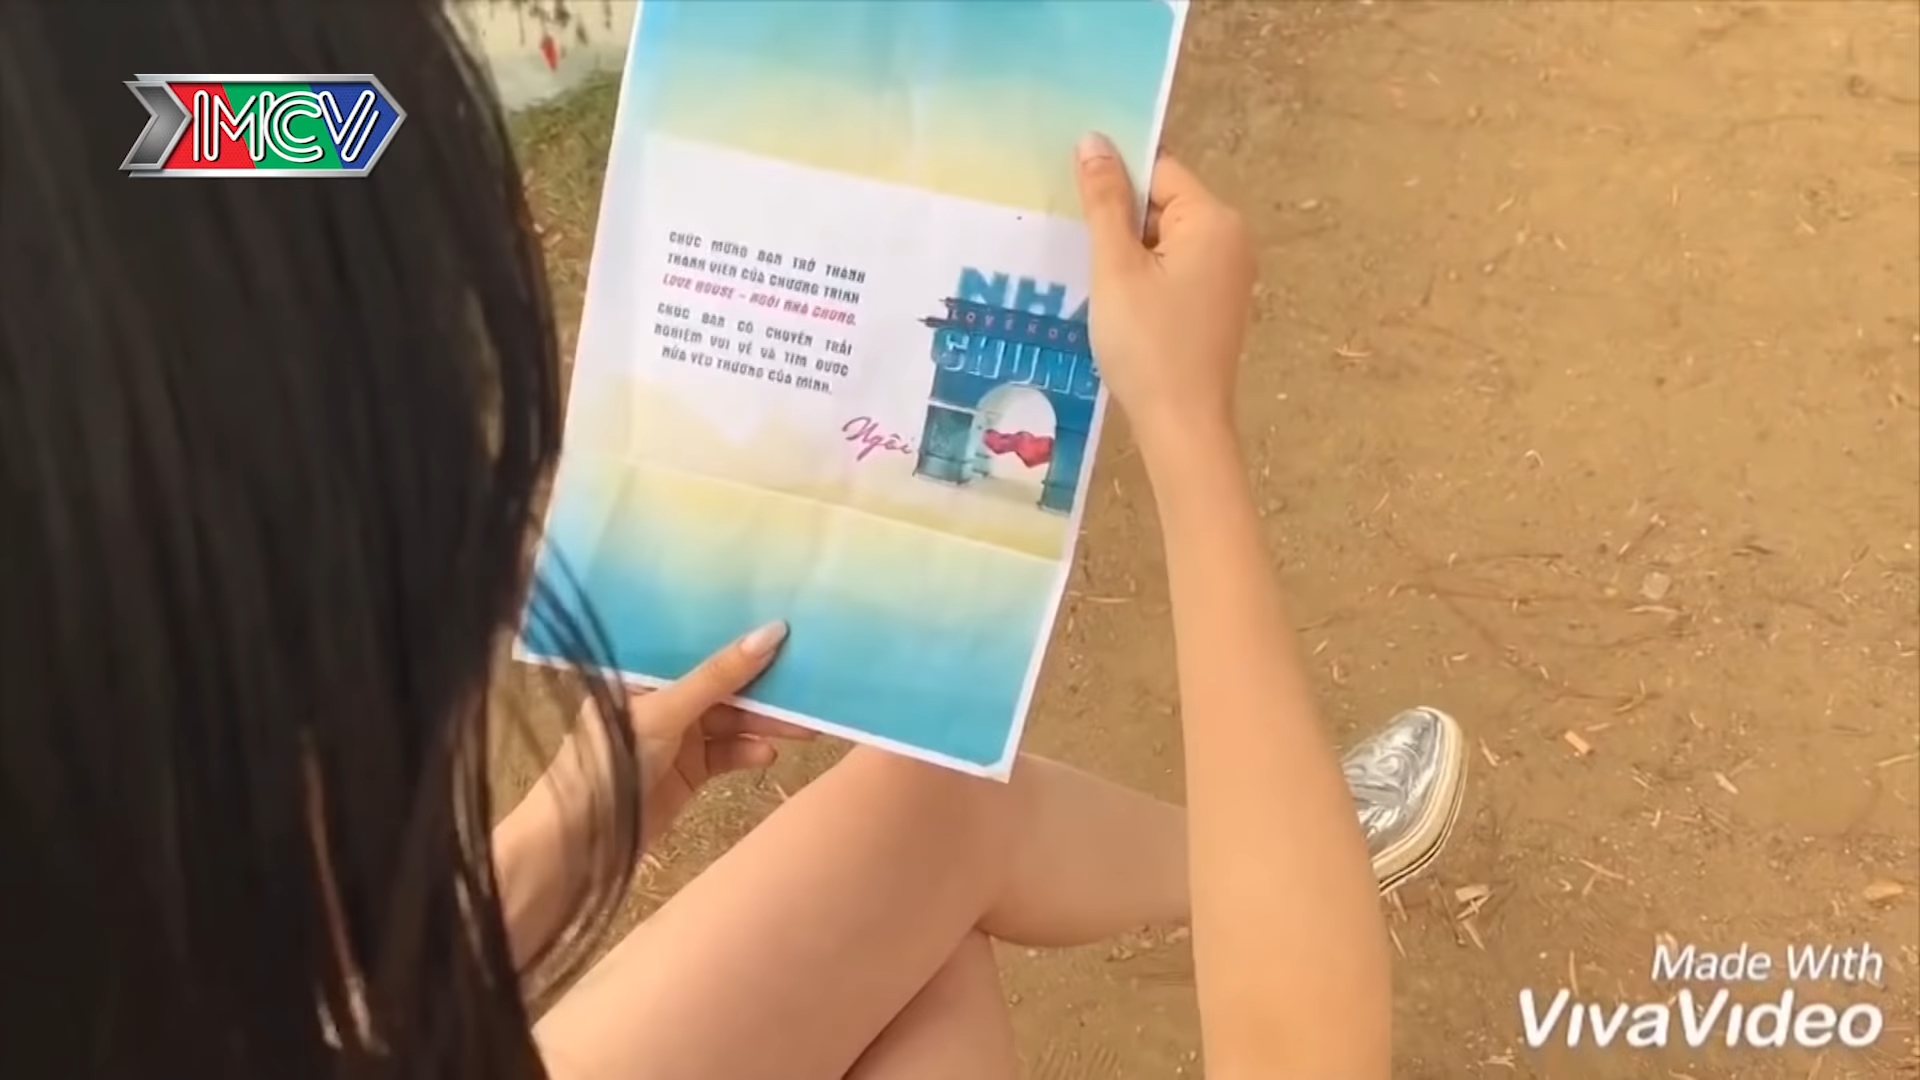 MCV
CHÚC MỪNG BẠN TRỞ THÀNH
THÀNH VIÊN CỦA CHƯƠNG TRÌNH
LOVE HOUSE – NGÔI NHÀ CHUNG.
CHÚC BẠN CÓ CHUYẾN TRẢI
NGHIỆM VUI VẺ VÀ TÌM ĐƯỢC
NỬA YÊU THƯƠNG CỦA MÌNH.
NHÀ
LOVE HOU
CHUNG
Ngôi
Made With
VivaVideo